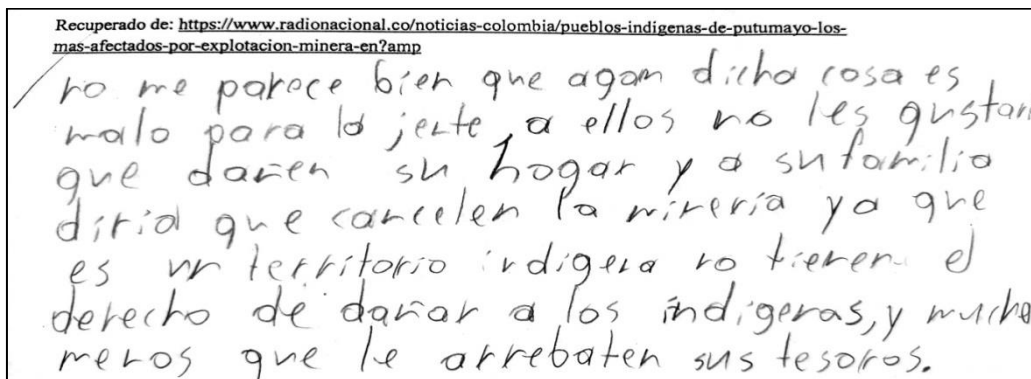 Recuperado de: https://www.radionacional.co/noticias-colombia/pueblos-indigenas-de-putumayo-los-
mas-afectados-por-explotacion-minera-en?amp
no me parece bien que agan dicha cosa es
malo para la jente, a ellos no les gustan
que dañen su hogar y a su familia
diria que cancelen la minería ya que
es un territorio indigena no tienen el
derecho de dañar a los indigenas, y mucho
menos que le arrebaten sus tesoros.